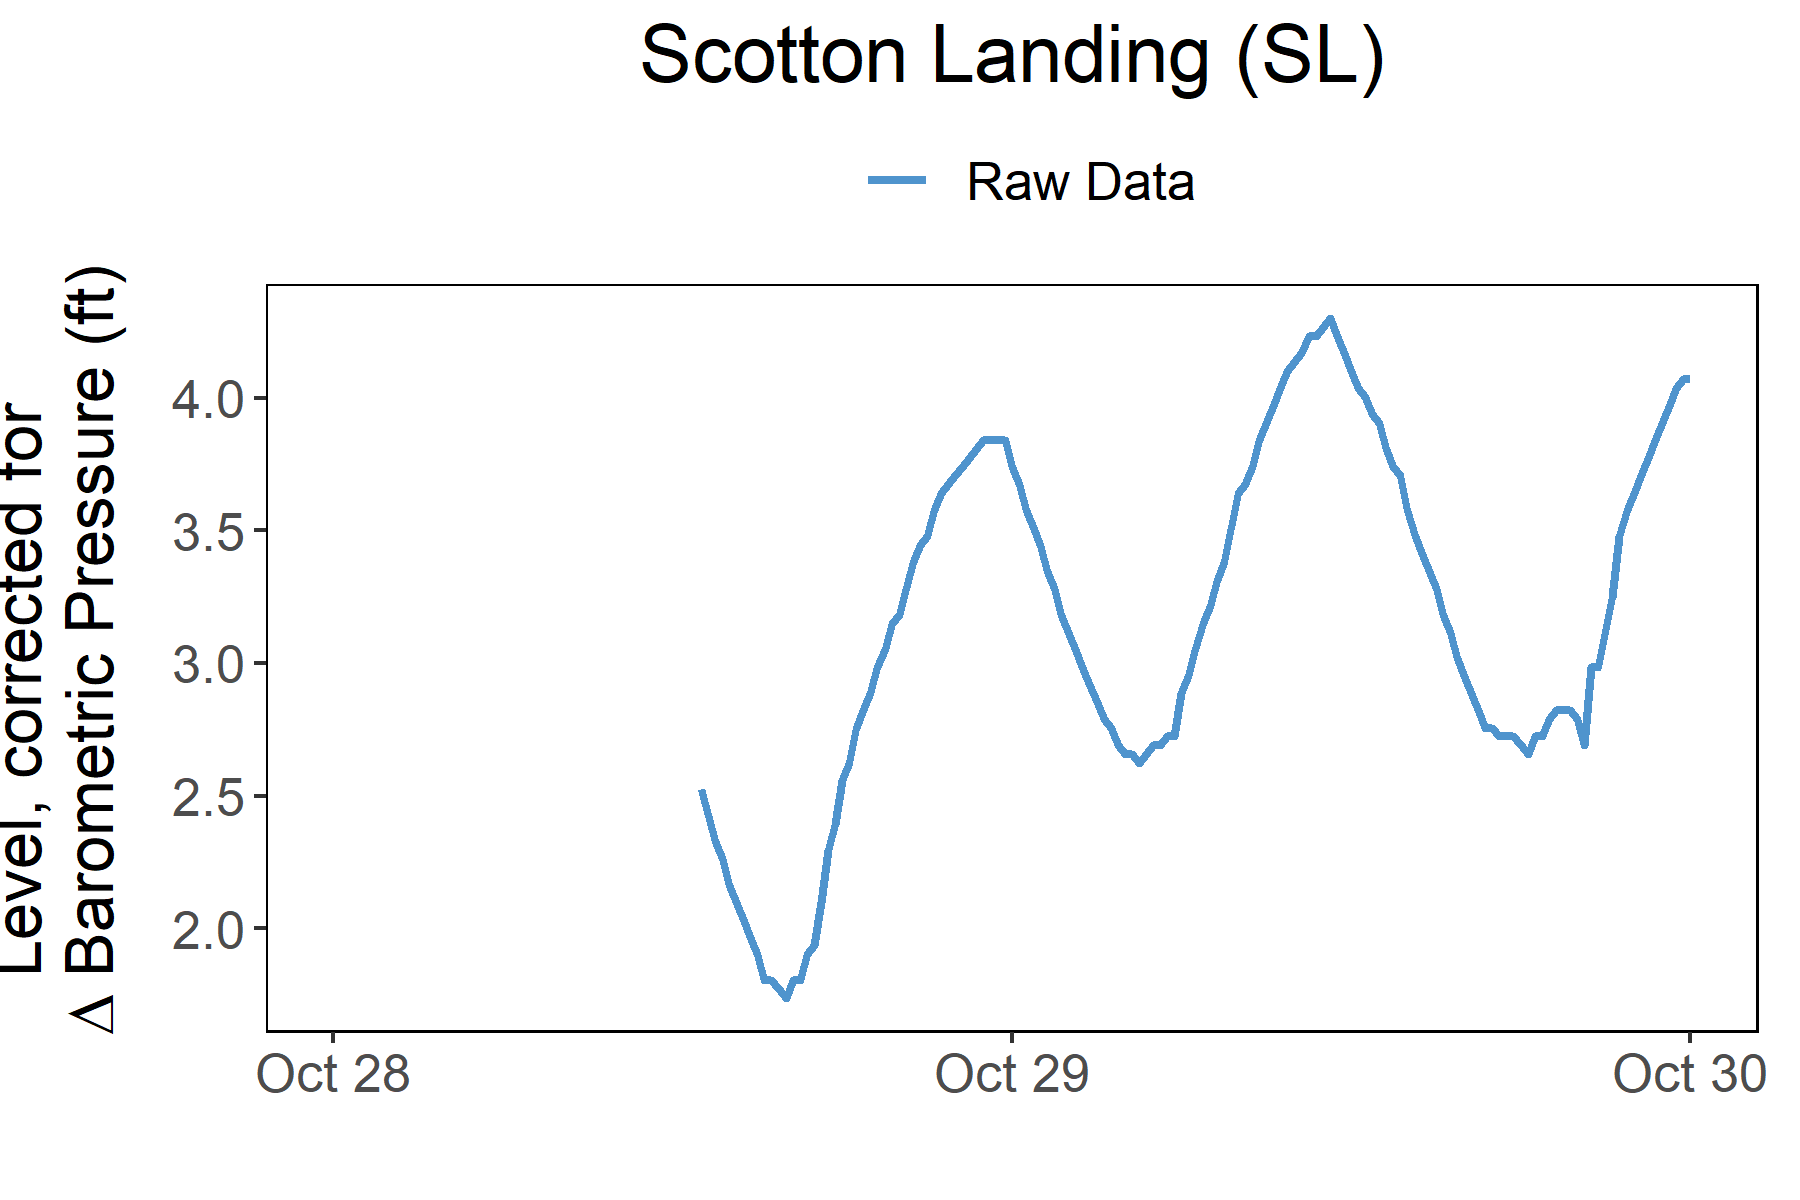 Scotton Landing (SL)
Raw Data
Level, corrected for
Δ Barometric Pressure (ft)
4.0
3.5
3.0
2.5
2.0
Oct 28
Oct 29
Oct 30